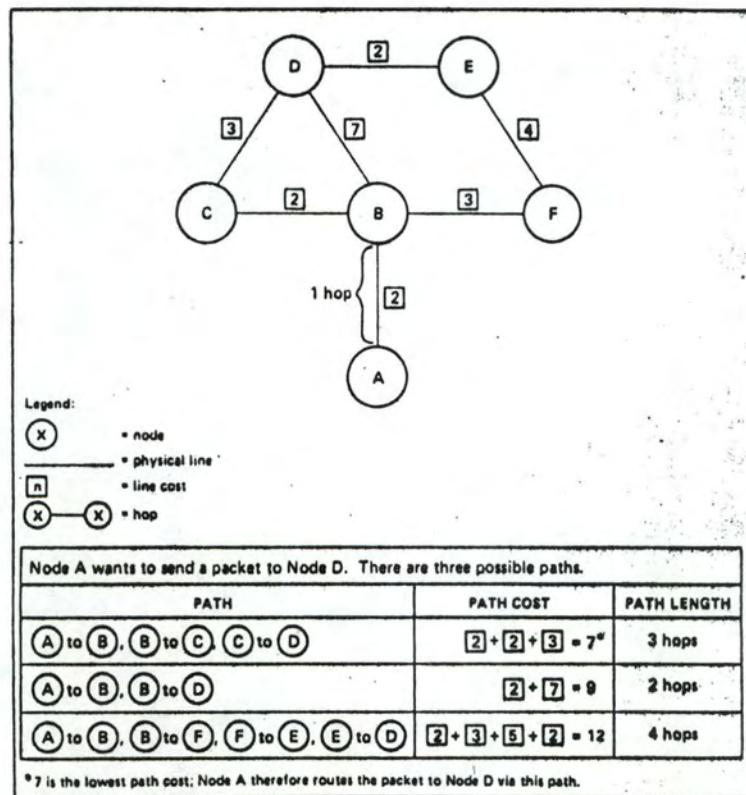 2
D
E
3
7
4
C
2
B
3
F
1 hop
2
A
Legend:
X = node
= physical line
n = line cost
X X = hop
Node A wants to send a packet to Node D. There are three possible paths.
PATH PATH COST PATH LENGTH
A to B, B to C, C to D 2 + 2 + 3 = 7* 3 hops
A to B, B to D 2 + 7 = 9 2 hops
A to B, B to F, F to E, E to D 2 + 3 + 5 + 2 = 12 4 hops
*7 is the lowest path cost; Node A therefore routes the packet to Node D via this path.